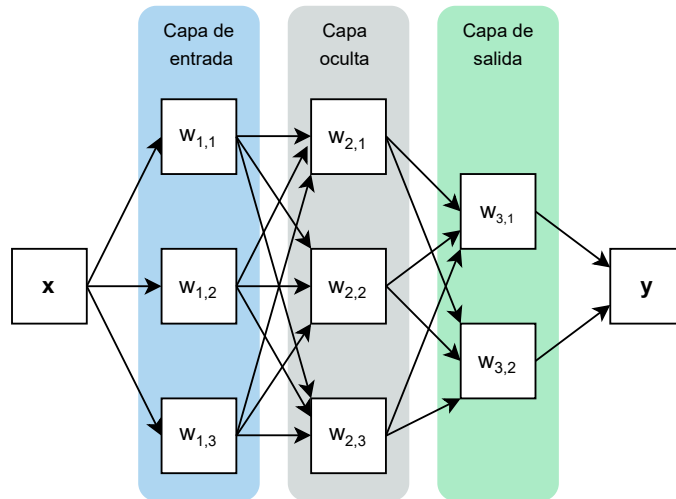 Capa de
entrada
Capa
oculta
Capa de
salida
w1,1
w2,1
w3,1
x
w1,2
w2,2
y
w3,2
w1,3
w2,3